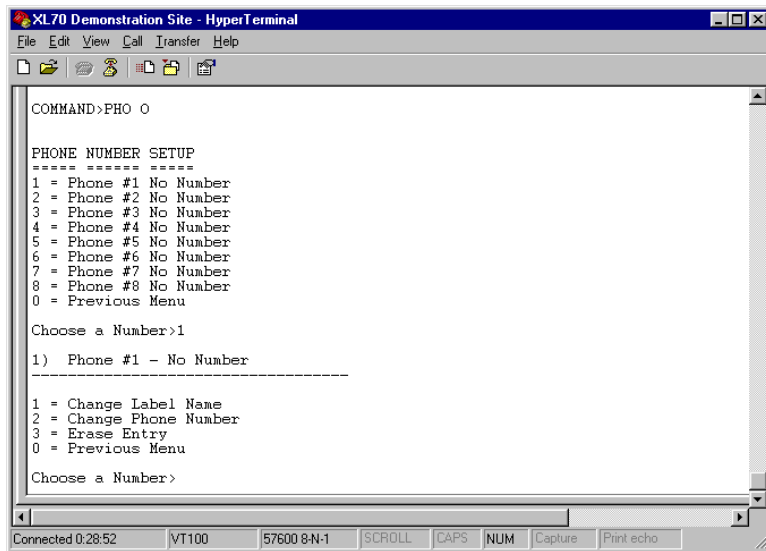 XL70 Demonstration Site - HyperTerminal
File Edit View Call Transfer Help
COMMAND>PHO O
PHONE NUMBER SETUP
===== ====== =====
1 = Phone #1 No Number
2 = Phone #2 No Number
3 = Phone #3 No Number
4 = Phone #4 No Number
5 = Phone #5 No Number
6 = Phone #6 No Number
7 = Phone #7 No Number
8 = Phone #8 No Number
0 = Previous Menu
Choose a Number>1
1) Phone #1 - No Number
------------------------------------
1 = Change Label Name
2 = Change Phone Number
3 = Erase Entry
0 = Previous Menu
Choose a Number>
Connected 0:28:52 VT100 57600 8-N-1 SCROLL CAPS NUM Capture Print echo